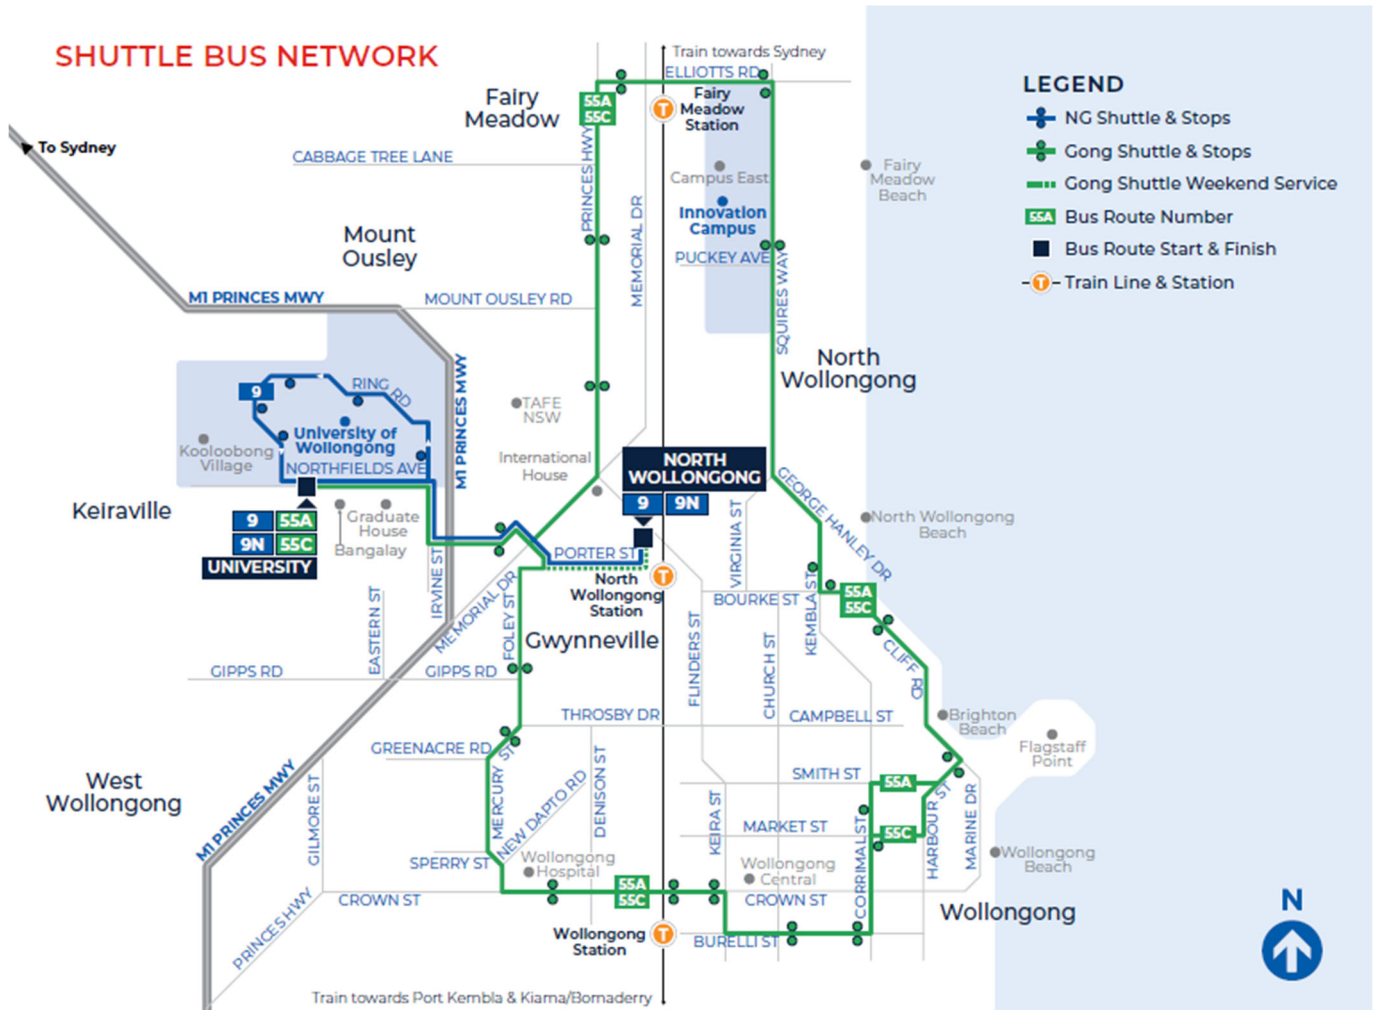 SHUTTLE BUS NETWORK
Train towards Sydney
ELLIOTTS RD
LEGEND
NG Shuttle & Stops
Gong Shuttle & Stops
Gong Shuttle Weekend Service
55A
Bus Route Number
Bus Route Start & Finish
T
Train Line & Station
Fairy
Meadow
55A
55C
T
Fairy
Meadow
Station
To Sydney
CABBAGE TREE LANE
PRINCES HWY
MEMORIAL DR
Campus East
Innovation
Campus
PUCKEY AVE
SQUIRES WAY
Fairy
Meadow
Beach
Mount
Ousley
M1 PRINCES MWY
MOUNT OUSLEY RD
M1 PRINCES MWY
North
Wollongong
9
RING RD
University of
Wollongong
Kooloobong
Village
NORTHFIELDS AVE
TAFE
NSW
International
House
NORTH
WOLLONGONG
9
9N
GEORGE HANLEY DR
Keiraville
9
55A
9N
55C
UNIVERSITY
Graduate
House
Bangalay
IRVINE ST
PORTER ST
North
Wollongong
Station
T
VIRGINIA ST
North Wollongong
Beach
BOURKE ST
KEMBLA ST
55A
55C
EASTERN ST
MEMORIAL DR
FOLEY ST
Gwynneville
FLINDERS ST
CHURCH ST
CLIFF RD
GIPPS RD
GIPPS RD
THROSBY DR
CAMPBELL ST
Brighton
Beach
Flagstaff
Point
GREENACRE RD
MERCURY ST
West
Wollongong
M1 PRINCES MWY
GILMORE ST
NEW DAPTO RD
DENISON ST
SMITH ST
55A
KEIRA ST
MARKET ST
55C
CORRIMAL ST
HARBOUR ST
MARINE DR
SPERRY ST
Wollongong
Hospital
Wollongong
Central
Wollongong
Beach
PRINCES HWY
CROWN ST
55A
55C
CROWN ST
Wollongong
N
Wollongong
Station
T
BURELLI ST
Train towards Port Kembla & Kiama/Bomaderry